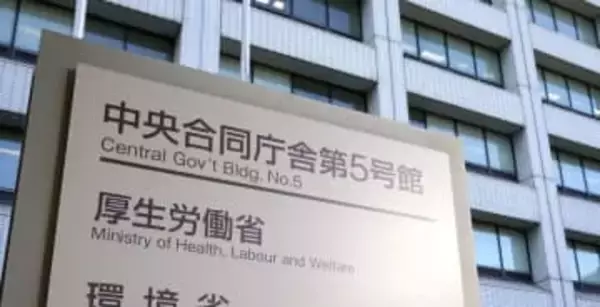 中央合同庁舎第5号館
Central Gov't Bldg. No.5
厚生労働省
Ministry of Health, Labour and Welfare
環境省